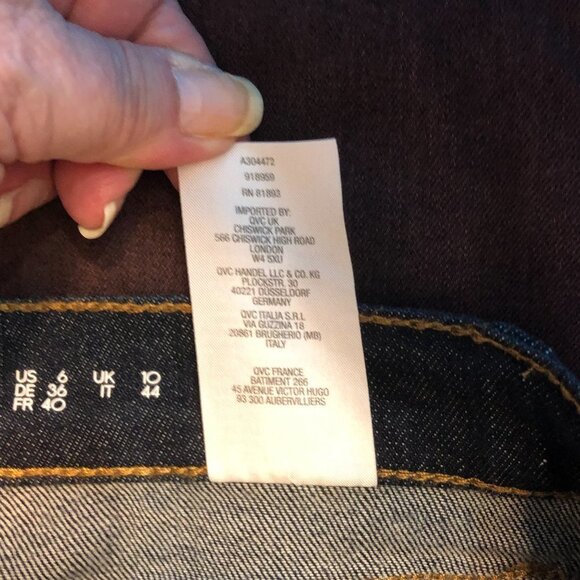 A304472
918959
RN 81893
IMPORTED BY:
QVC UK
CHISWICK PARK
566 CHISWICK HIGH ROAD
LONDON
W4 5XU
QVC HANDEL LLC & CO. KG
PLOCKSTR. 30
40221 DÜSSELDORF
GERMANY
QVC ITALIA S.R.L
VIA GUZZINA 18
20861 BRUGHERIO (MB)
ITALY
QVC FRANCE
BATIMENT 266
45 AVENUE VICTOR HUGO
93 300 AUBERVILLIERS
US 6 UK 10
DE 36 IT 44
FR 40